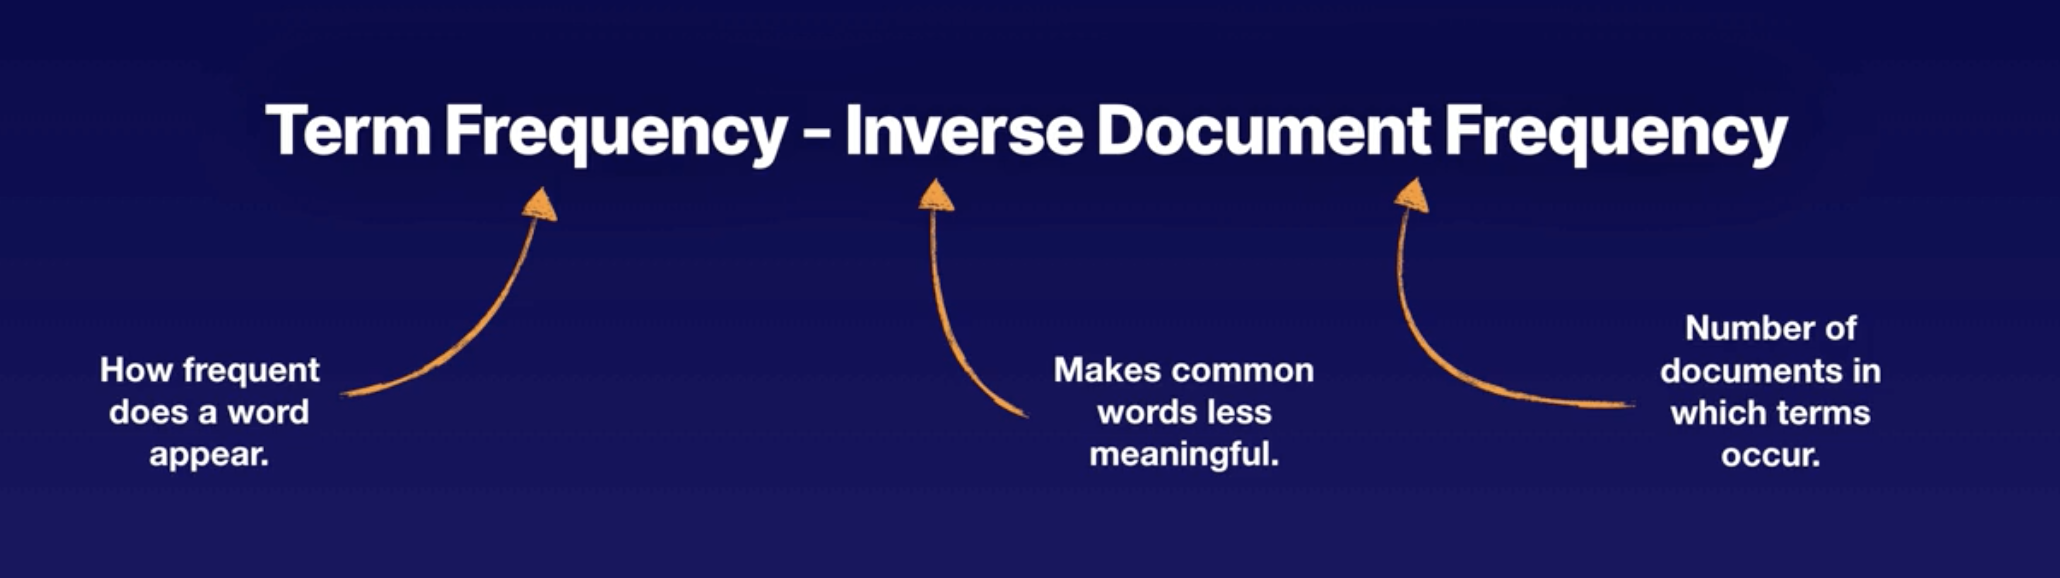 Term Frequency – Inverse Document Frequency
How frequent
does a word
appear.
Makes common
words less
meaningful.
Number of
documents in
which terms
occur.